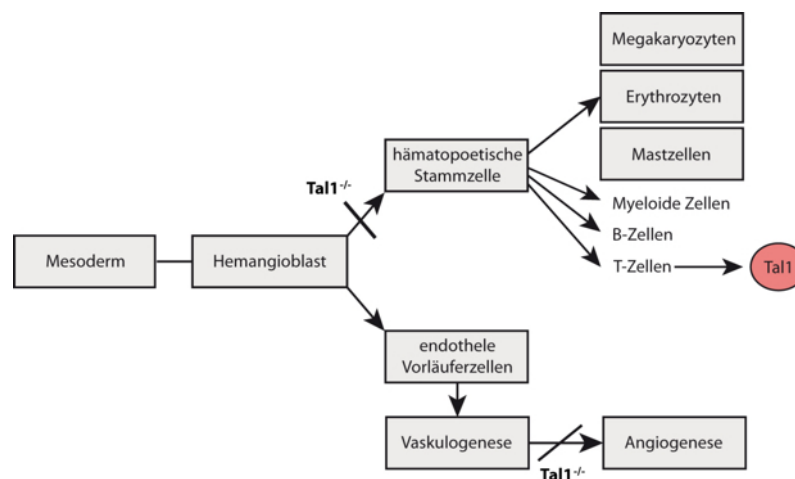 Megakaryozyten
Erythrozyten
hämatopoetische
Stammzelle
Mastzellen
Tal1-/-
Myeloide Zellen
B-Zellen
Mesoderm
Hemangioblast
T-Zellen
Tal1
endothele
Vorläuferzellen
Vaskulogenese
Angiogenese
Tal1-/-